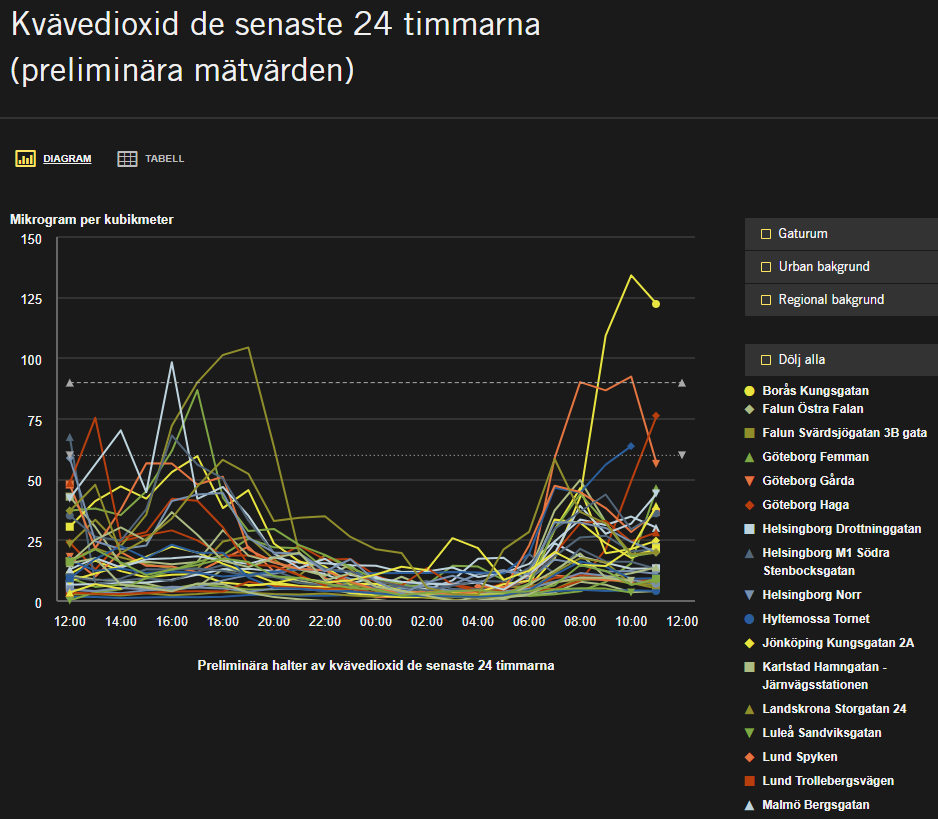 Kvävedioxid de senaste 24 timmarna
(preliminära mätvärden)
DIAGRAM
TABELL
Mikrogram per kubikmeter
150
125
100
75
50
25
0
12:00 14:00 16:00 18:00 20:00 22:00 00:00 02:00 04:00 06:00 08:00 10:00 12:00
Preliminära halter av kvävedioxid de senaste 24 timmarna
Gaturum
Urban bakgrund
Regional bakgrund
Dölj alla
Borås Kungsgatan
Falun Östra Falan
Falun Svärdsjögatan 3B gata
Göteborg Femman
Göteborg Gårda
Göteborg Haga
Helsingborg Drottninggatan
Helsingborg M1 Södra
Stenbocksgatan
Helsingborg Norr
Hyltemossa Tornet
Jönköping Kungsgatan 2A
Karlstad Hamngatan -
Järnvägsstationen
Landskrona Storgatan 24
Luleå Sandviksgatan
Lund Spyken
Lund Trollebergsvägen
Malmö Bergsgatan